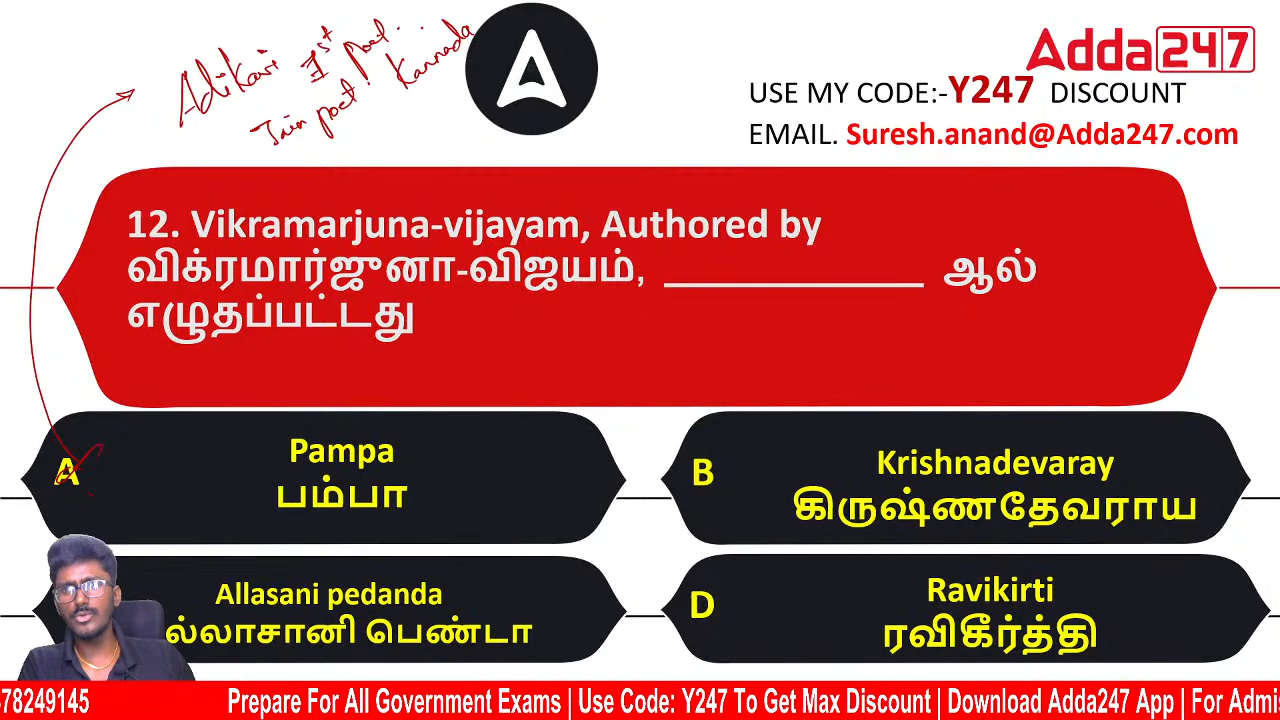 Adikavi 1st poet..
Jain poet! Kannada
Adda247
USE MY CODE:-Y247 DISCOUNT
EMAIL. Suresh.anand@Adda247.com
12. Vikramarjuna-vijayam, Authored by
விக்ரமார்ஜுனா-விஜயம், ______________ ஆல்
எழுதப்பட்டது
A
Pampa
பம்பா
B
Krishnadevaray
கிருஷ்ணதேவராய
Allasani pedanda
ல்லாசானி பெண்டா
D
Ravikirti
ரவிகீர்த்தி
78249145 Prepare For All Government Exams | Use Code: Y247 To Get Max Discount | Download Adda247 App | For Admis